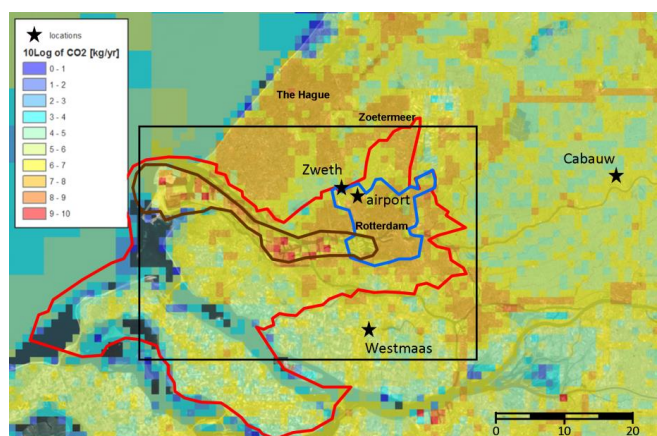 locations
10Log of CO2 [kg/yr]
0 - 1
1 - 2
2 - 3
3 - 4
4 - 5
5 - 6
6 - 7
7 - 8
8 - 9
9 - 10
The Hague
Zoetermeer
Zweth
airport
Cabauw
Rotterdam
Westmaas
0 10 20